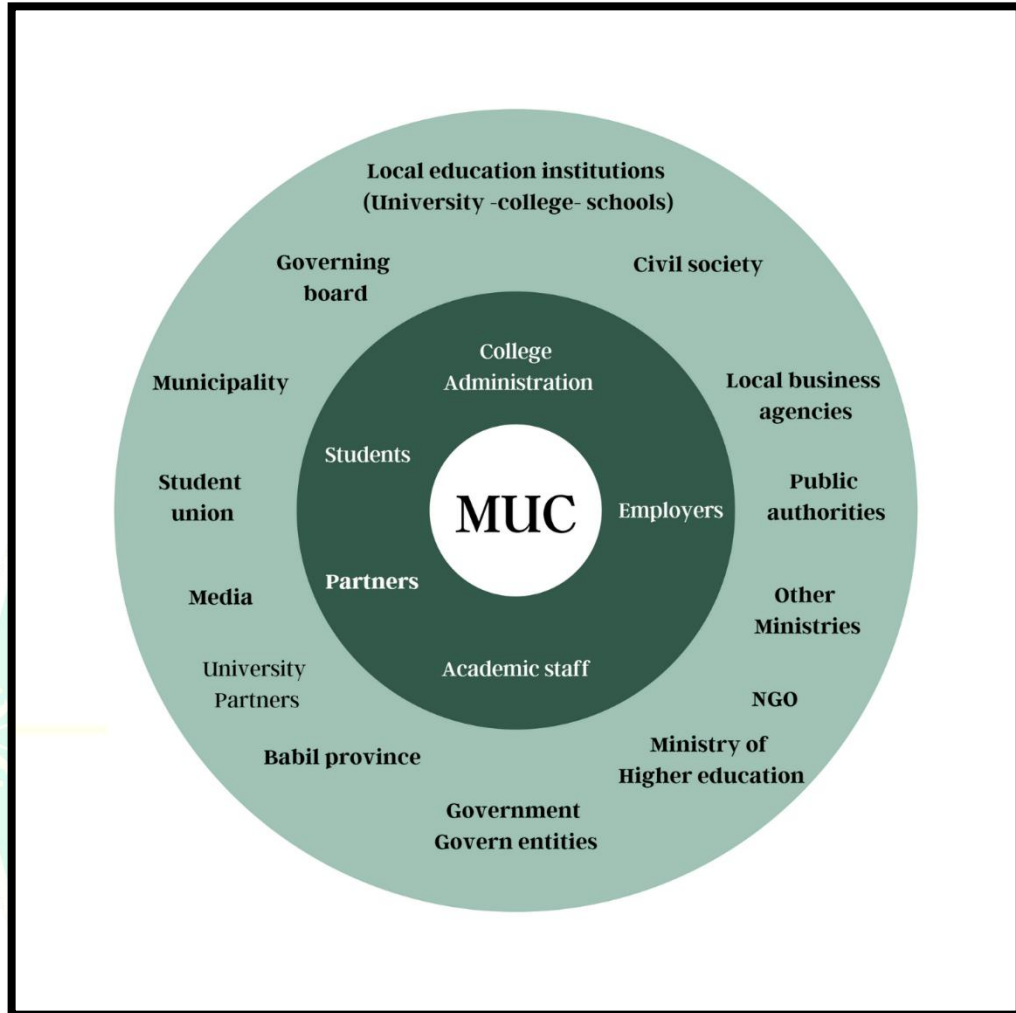 Local education institutions
(University -college- schools)
Governing
board
Civil society
Municipality
College
Administration
Local business
agencies
Students
Student
union
MUC
Employers
Public
authorities
Partners
Media
Other
Ministries
University
Partners
Academic staff
NGO
Babil province
Ministry of
Higher education
Government
Govern entities